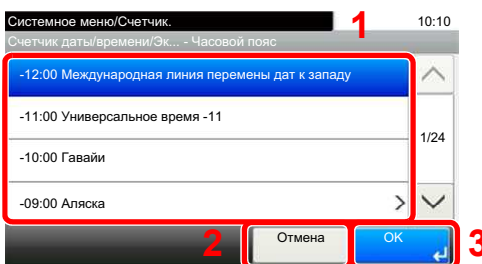 Системное меню/Счетчик. 1 10:10
Счетчик даты/времени/Эк... - Часовой пояс
-12:00 Международная линия перемены дат к западу
-11:00 Универсальное время -11
1/24
-10:00 Гавайи
-09:00 Аляска
2 Отмена OK 3